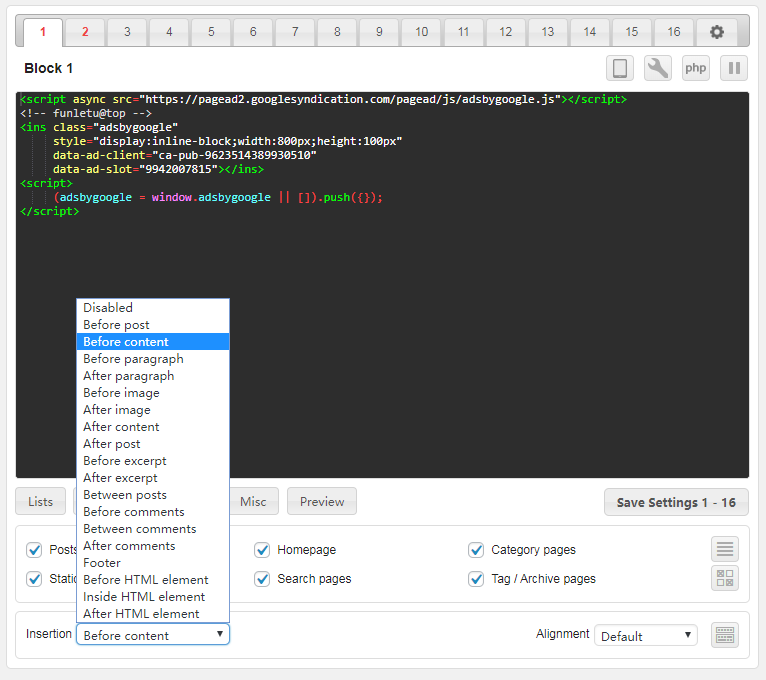 1 2 3 4 5 6 7 8 9 10 11 12 13 14 15 16
Block 1
php
<script async src="https://pagead2.googlesyndication.com/pagead/js/adsbygoogle.js"></script>
<!-- funletu@top -->
<ins class="adsbygoogle"
style="display:inline-block;width:800px;height:100px"
data-ad-client="ca-pub-9623514389930510"
data-ad-slot="9942007815"></ins>
<script>
(adsbygoogle = window.adsbygoogle || []).push({});
</script>
Disabled
Before post
Before content
Before paragraph
After paragraph
Before image
After image
After content
After post
Before excerpt
After excerpt
Between posts
Before comments
Between comments
After comments
Footer
Before HTML element
Inside HTML element
After HTML element
Lists Misc Preview Save Settings 1 - 16
Posts Homepage Category pages
Static Search pages Tag / Archive pages
Insertion Before content Alignment Default